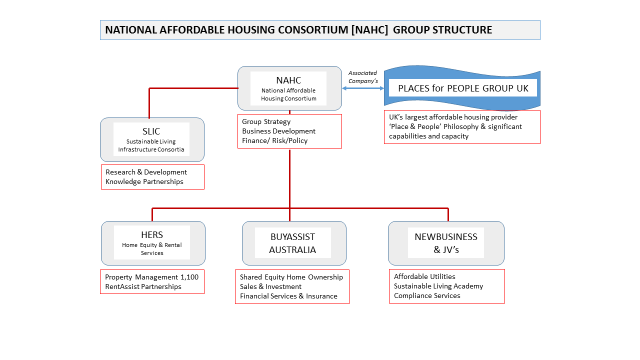 NATIONAL AFFORDABLE HOUSING CONSORTIUM [NAHC] GROUP STRUCTURE
NAHC
National Affordable
Housing Consortium
Associated
Company's
PLACES for PEOPLE GROUP UK
Group Strategy
Business Development
Finance/ Risk/Policy
UK's largest affordable housing provider
'Place & People' Philosophy & significant
capabilities and capacity
SLIC
Sustainable Living
Infrastructure Consortia
Research & Development
Knowledge Partnerships
HERS
Home Equity & Rental
Services
BUYASSIST
AUSTRALIA
NEWBUSINESS
& JV's
Property Management 1,100
RentAssist Partnerships
Shared Equity Home Ownership
Sales & Investment
Financial Services & Insurance
Affordable Utilities
Sustainable Living Academy
Compliance Services